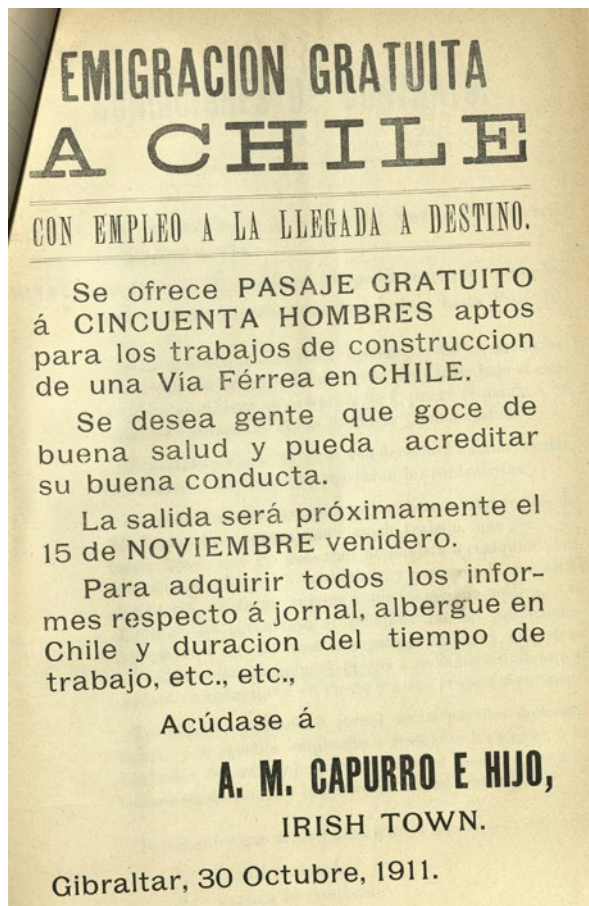 EMIGRACION GRATUITA
A CHILE
CON EMPLEO A LA LLEGADA A DESTINO.
Se ofrece PASAJE GRATUITO
á CINCUENTA HOMBRES aptos
para los trabajos de construccion
de una Vía Férrea en CHILE.
Se desea gente que goce de
buena salud y pueda acreditar
su buena conducta.
La salida será próximamente el
15 de NOVIEMBRE venidero.
Para adquirir todos los infor-
mes respecto á jornal, albergue en
Chile y duracion del tiempo de
trabajo, etc., etc.,
Acúdase á
A. M. CAPURRO E HIJO,
IRISH TOWN.
Gibraltar, 30 Octubre, 1911.